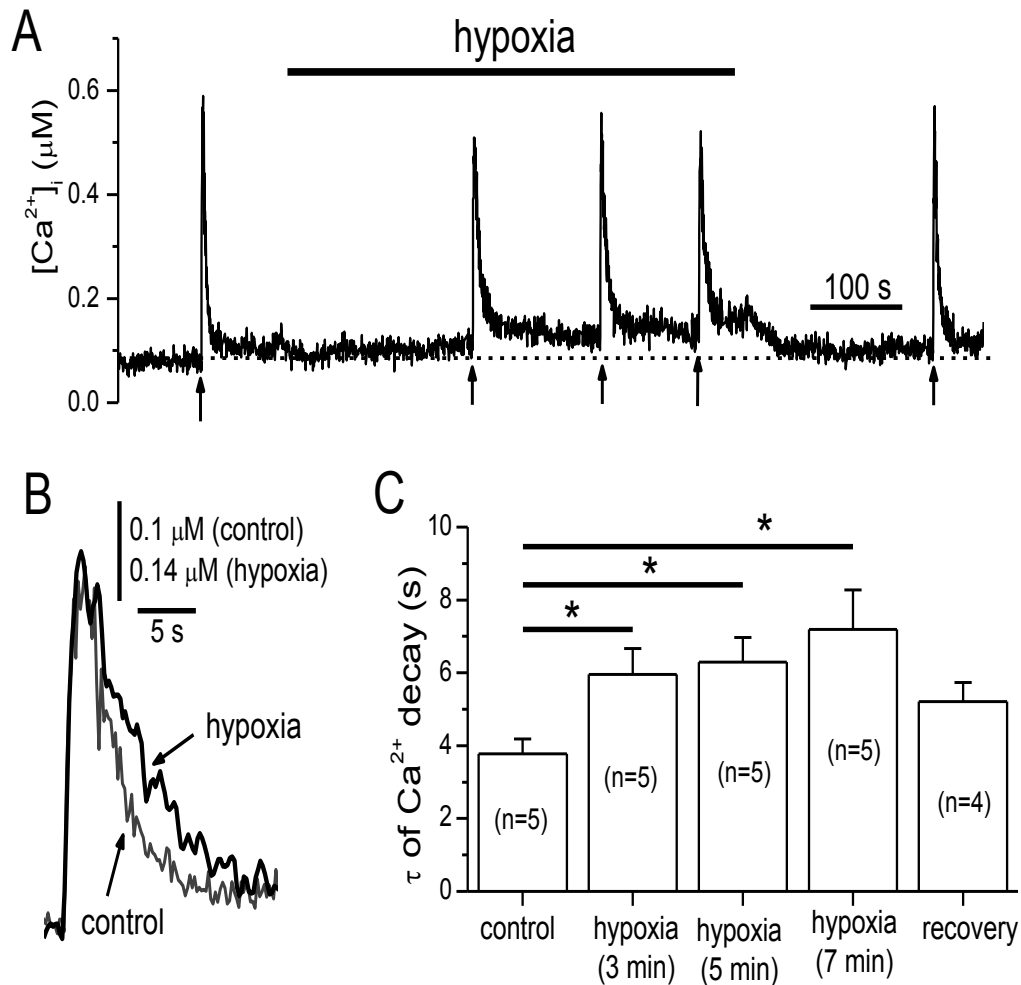 A
hypoxia
[Ca²⁺]ᵢ (μM)
0.6
0.4
0.2
0.0
100 s
B
0.1 μM (control)
0.14 μM (hypoxia)
5 s
hypoxia
control
C
τ of Ca²⁺ decay (s)
10
8
6
4
2
0
*
*
*
(n=5)
(n=5)
(n=5)
(n=5)
(n=4)
control
hypoxia
(3 min)
hypoxia
(5 min)
hypoxia
(7 min)
recovery